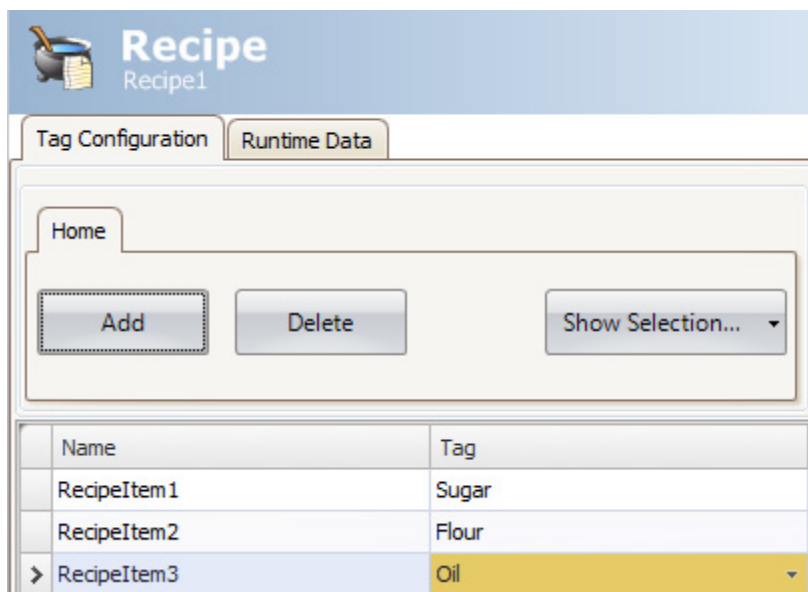 Recipe
Recipe1
Tag Configuration Runtime Data
Home
Add Delete Show Selection...
Name Tag
RecipeItem1 Sugar
RecipeItem2 Flour
RecipeItem3 Oil